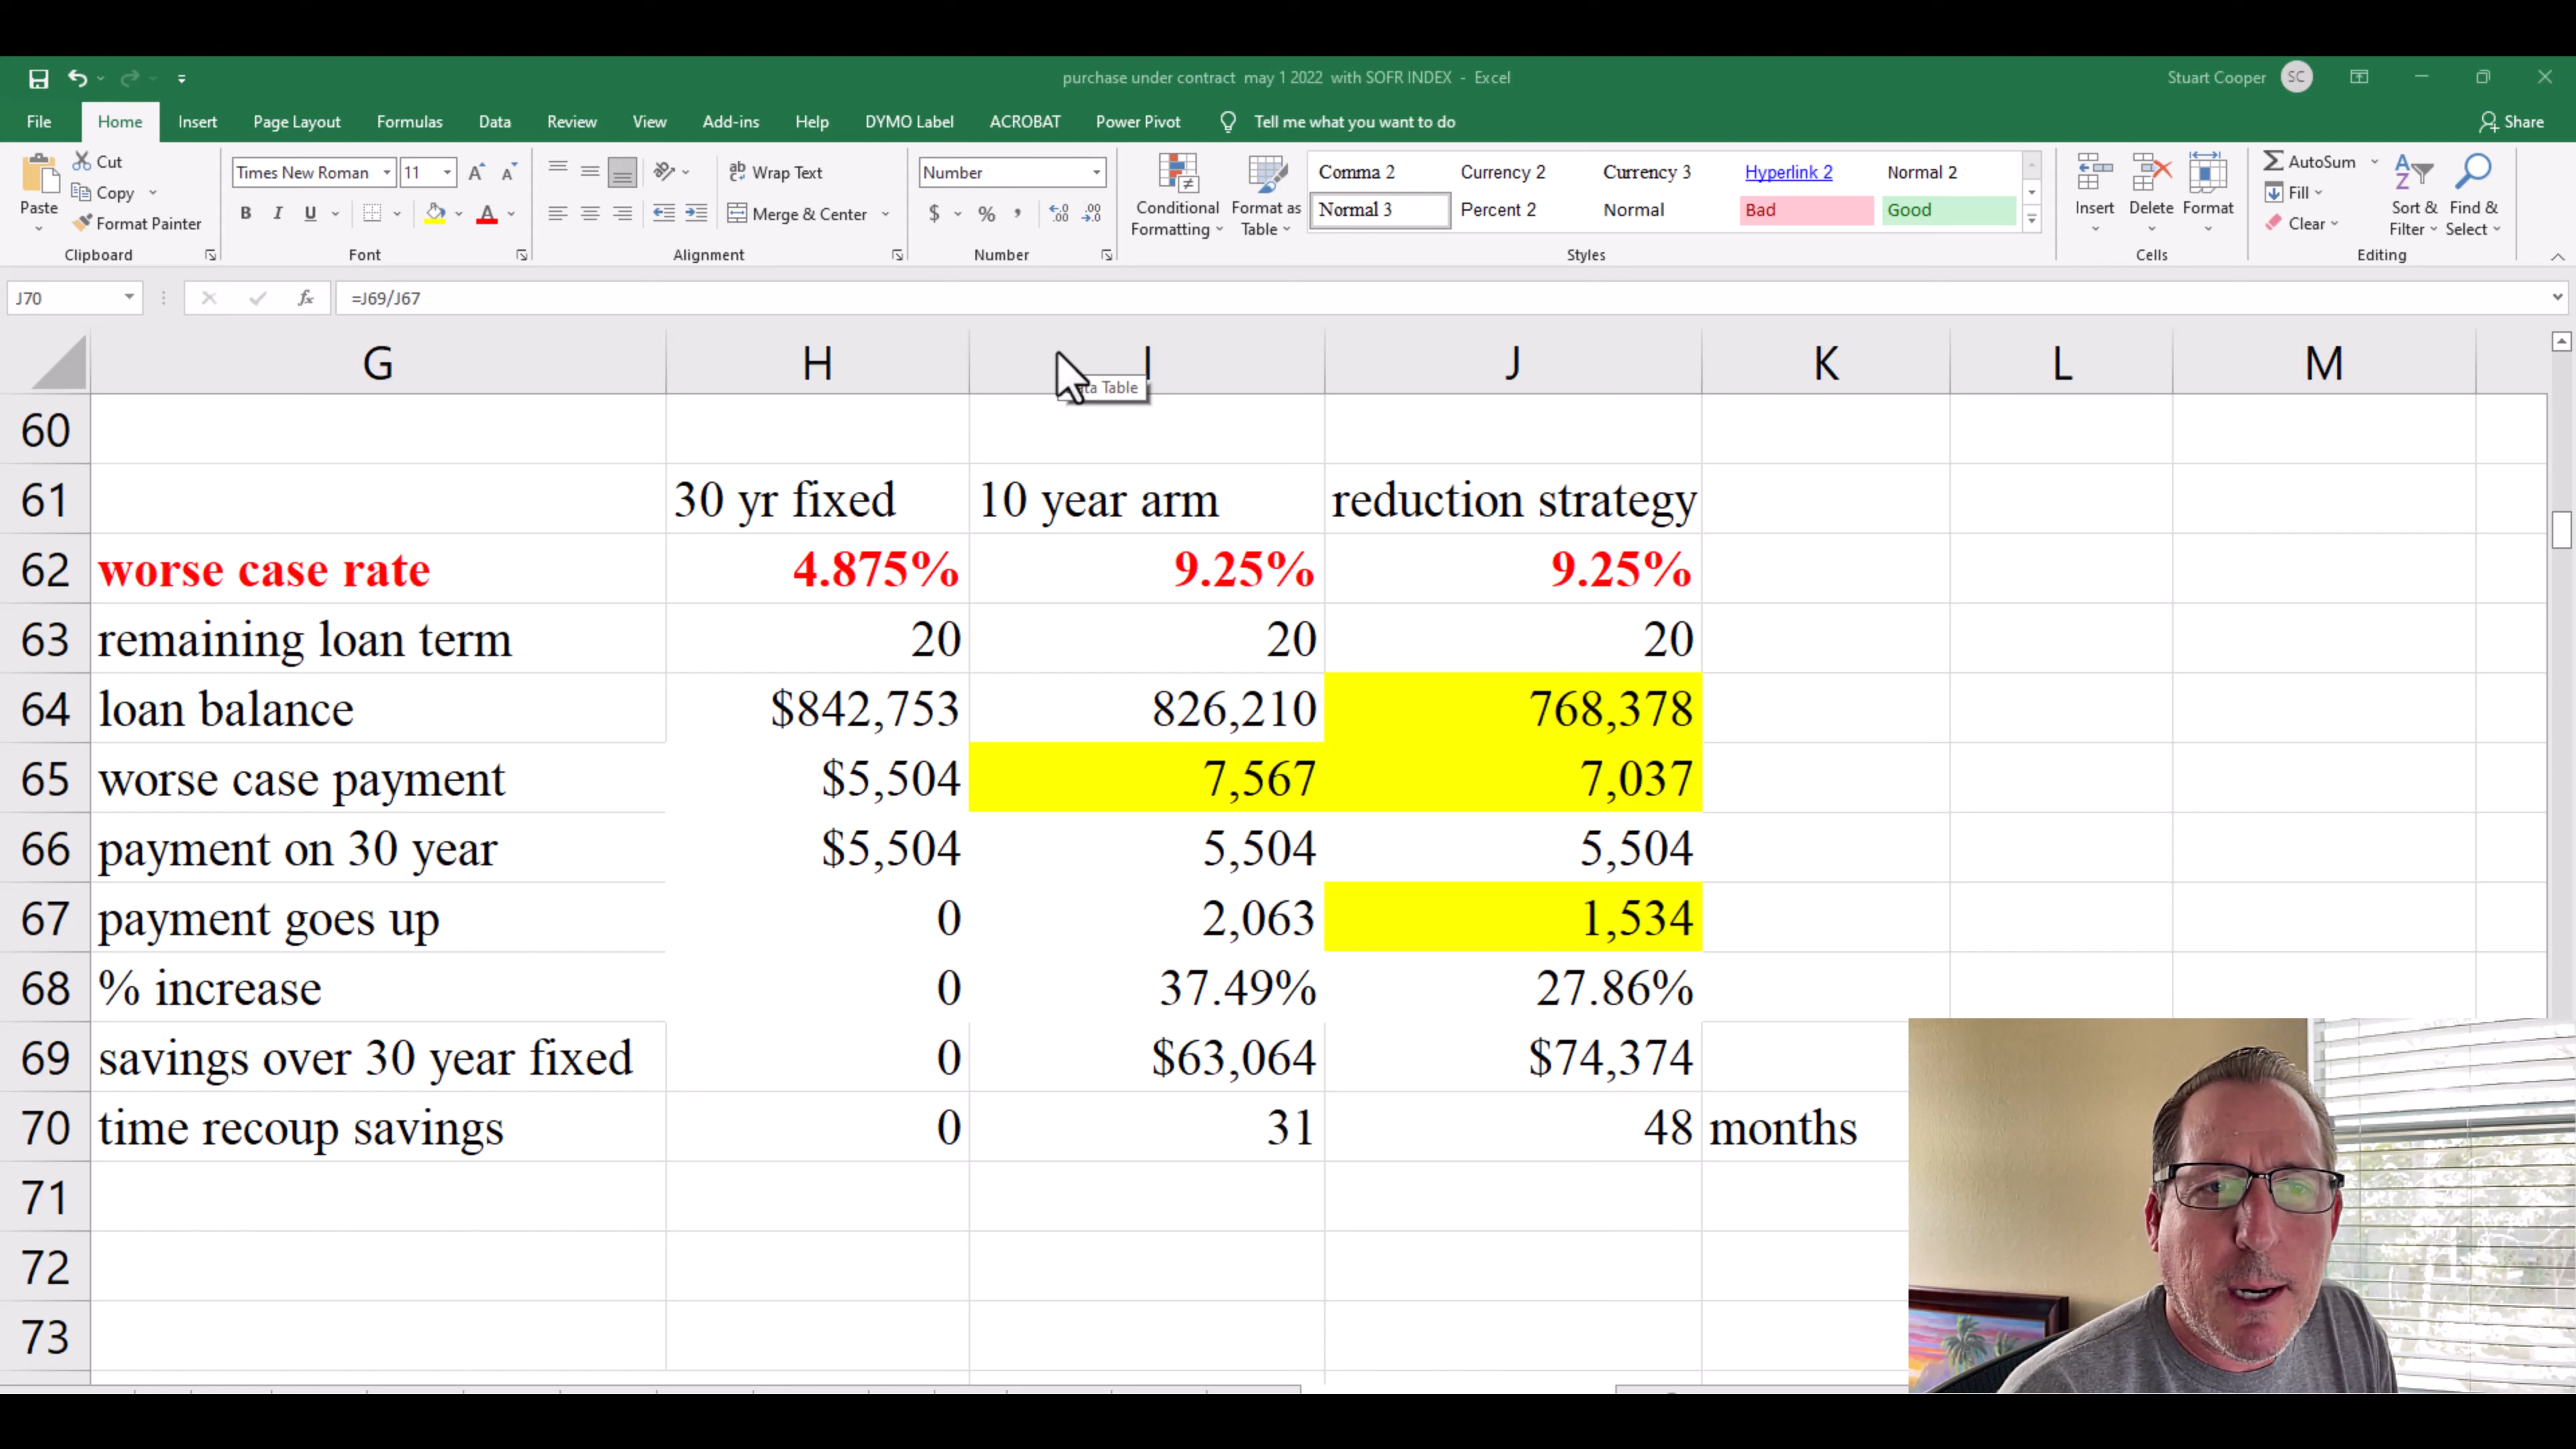 purchase under contract may 1 2022 with SOFR INDEX - Excel
Stuart Cooper SC
File Home Insert Page Layout Formulas Data Review View Add-ins Help DYMO Label ACROBAT Power Pivot Tell me what you want to do Share
Paste
Cut
Copy
Format Painter
Clipboard
Times New Roman 11
B I U
Font
Wrap Text
Merge & Center
Alignment
Number
$ % ,
Number
Conditional Formatting
Format as Table
Comma 2 Currency 2 Currency 3 Hyperlink 2 Normal 2
Normal 3 Percent 2 Normal Bad Good
Styles
Insert Delete Format
Cells
AutoSum
Fill
Clear
Sort & Filter
Find & Select
Editing
J70 fx =J69/J67
G H I J K L M
Table
60
61 30 yr fixed 10 year arm reduction strategy
62 worse case rate 4.875% 9.25% 9.25%
63 remaining loan term 20 20 20
64 loan balance $842,753 826,210 768,378
65 worse case payment $5,504 7,567 7,037
66 payment on 30 year $5,504 5,504 5,504
67 payment goes up 0 2,063 1,534
68 % increase 0 37.49% 27.86%
69 savings over 30 year fixed 0 $63,064 $74,374
70 time recoup savings 0 31 48 months
71
72
73